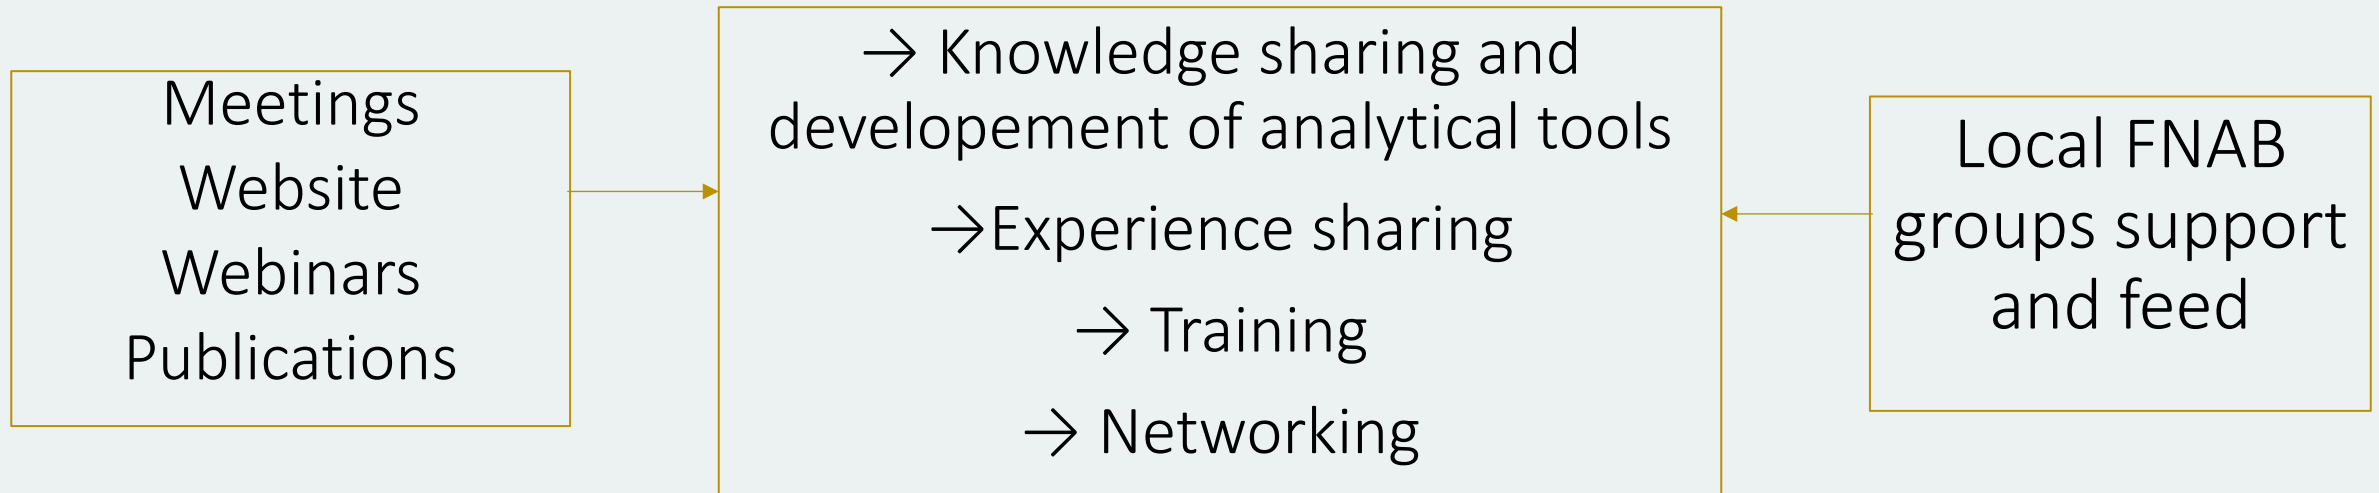 Meetings
Website
Webinars
Publications
→ Knowledge sharing and
developement of analytical tools
→Experience sharing
→ Training
→ Networking
Local FNAB
groups support
and feed